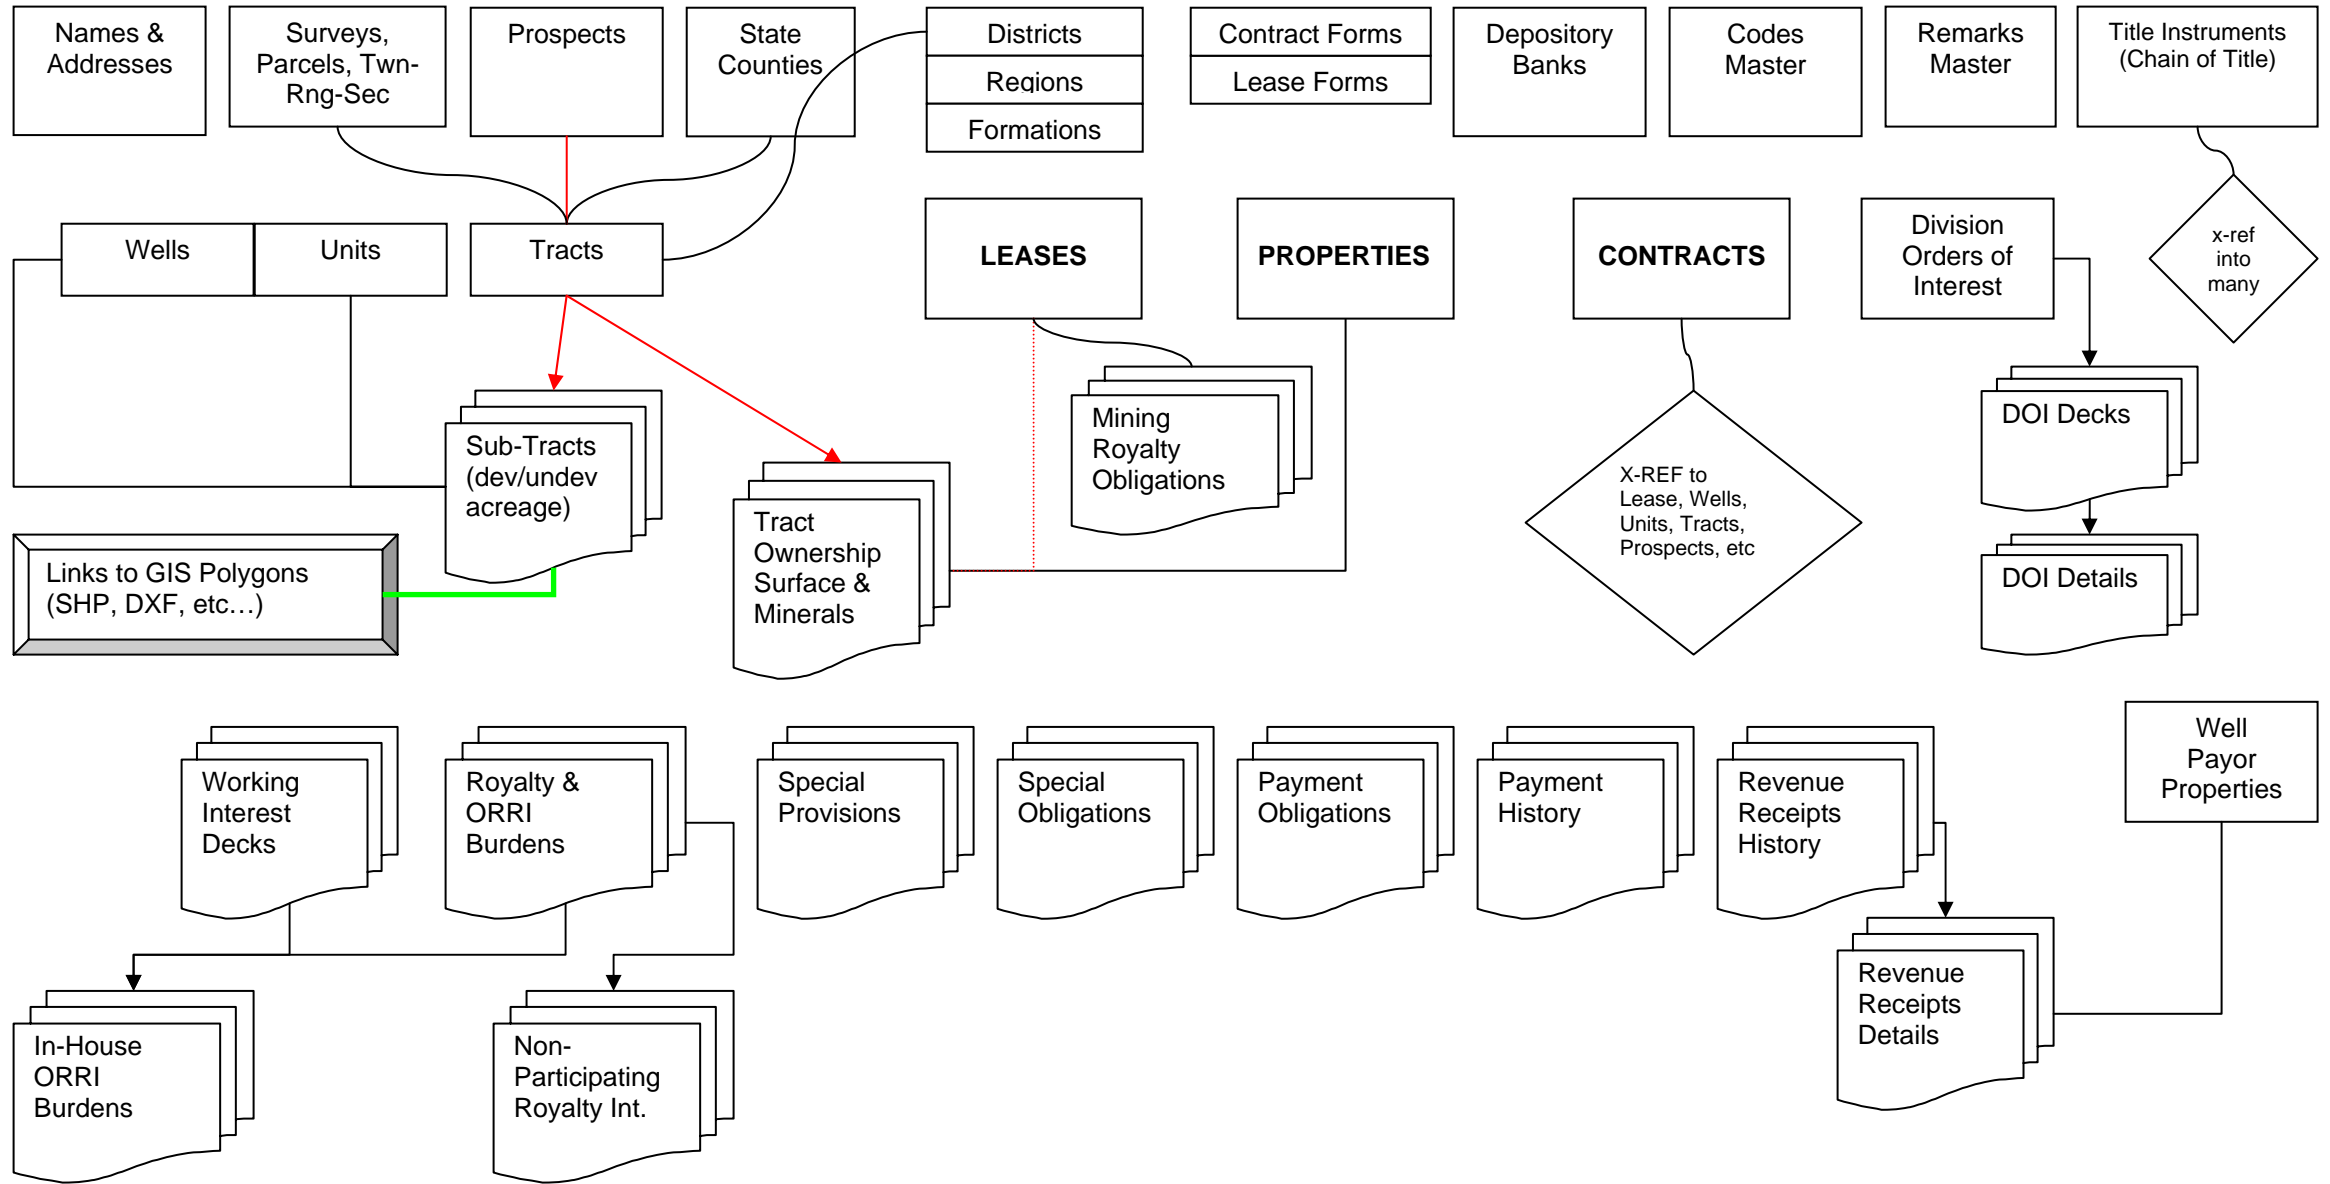 Names &
Addresses
Surveys,
Parcels, Twn-
Rng-Sec
Prospects
State
Counties
Districts
Regions
Formations
Contract Forms
Lease Forms
Depository
Banks
Codes
Master
Remarks
Master
Title Instruments
(Chain of Title)
Wells
Units
Tracts
LEASES
PROPERTIES
CONTRACTS
Division
Orders of
Interest
x-ref
into
many
Sub-Tracts
(dev/undev
acreage)
Mining
Royalty
Obligations
DOI Decks
X-REF to
Lease, Wells,
Units, Tracts,
Prospects, etc
Tract
Ownership
Surface &
Minerals
Links to GIS Polygons
(SHP, DXF, etc…)
DOI Details
Working
Interest
Decks
Royalty &
ORRI
Burdens
Special
Provisions
Special
Obligations
Payment
Obligations
Payment
History
Revenue
Receipts
History
Well
Payor
Properties
In-House
ORRI
Burdens
Non-
Participating
Royalty Int.
Revenue
Receipts
Details